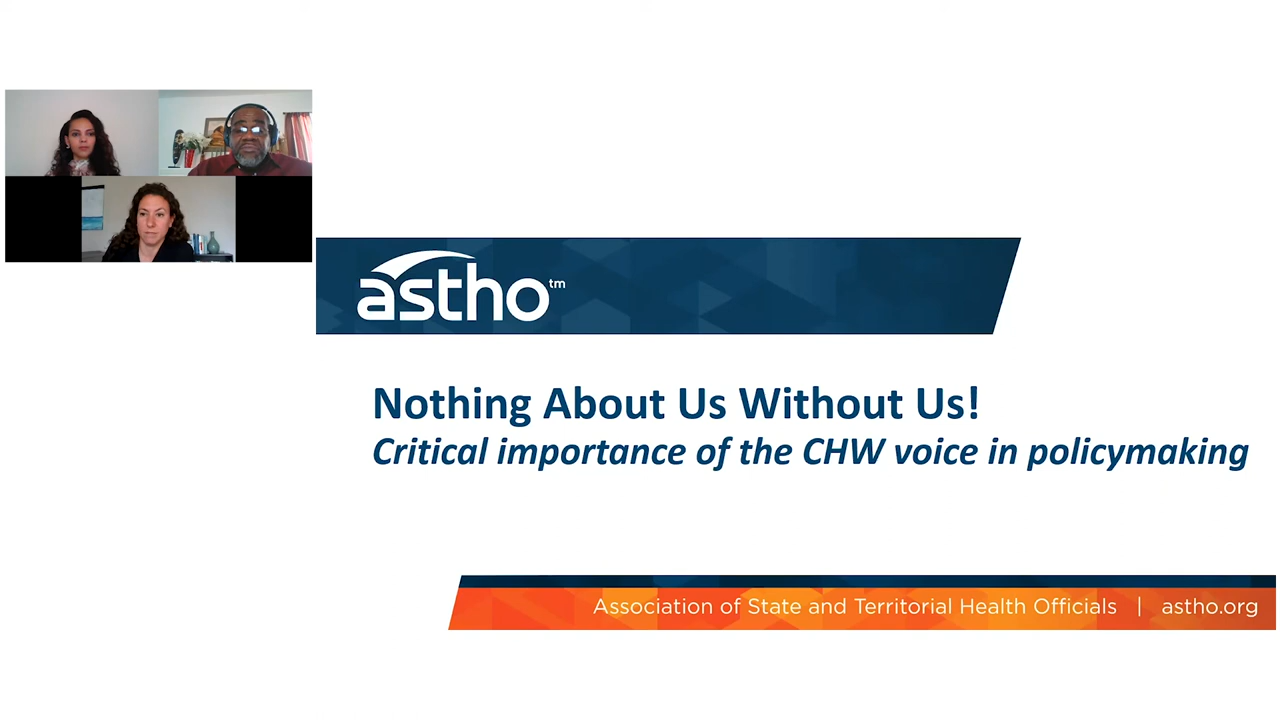 astho™
Nothing About Us Without Us!
Critical importance of the CHW voice in policymaking
Association of State and Territorial Health Officials | astho.org